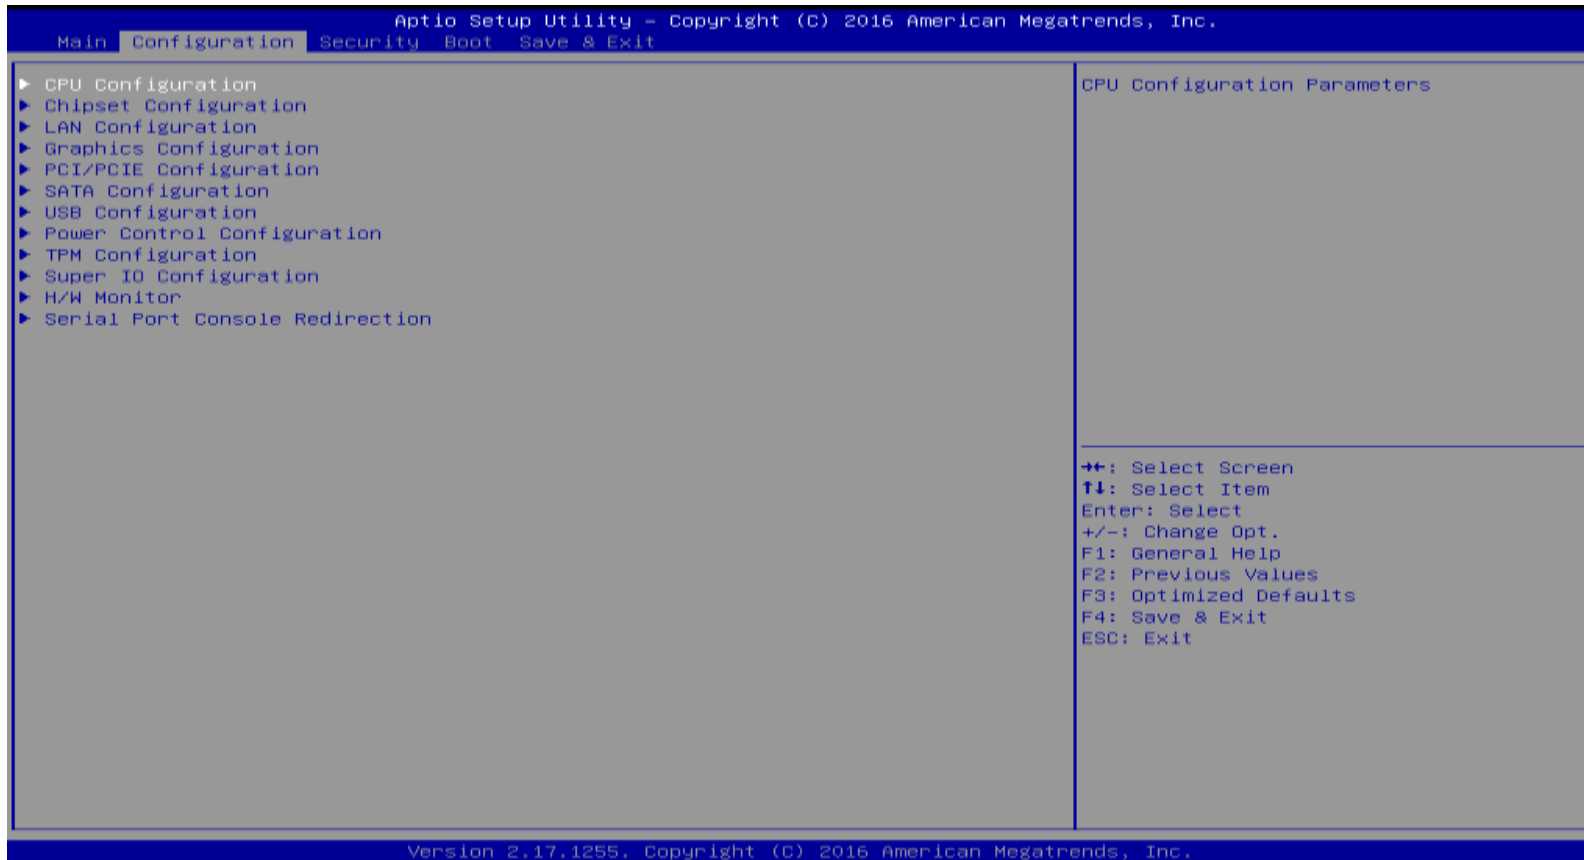 Aptio Setup Utility – Copyright (C) 2016 American Megatrends, Inc.
Main Configuration Security Boot Save & Exit
► CPU Configuration
► Chipset Configuration
► LAN Configuration
► Graphics Configuration
► PCI/PCIE Configuration
► SATA Configuration
► USB Configuration
► Power Control Configuration
► TPM Configuration
► Super IO Configuration
► H/W Monitor
► Serial Port Console Redirection
CPU Configuration Parameters
→←: Select Screen
↑↓: Select Item
Enter: Select
+/-: Change Opt.
F1: General Help
F2: Previous Values
F3: Optimized Defaults
F4: Save & Exit
ESC: Exit
Version 2.17.1255. Copyright (C) 2016 American Megatrends, Inc.